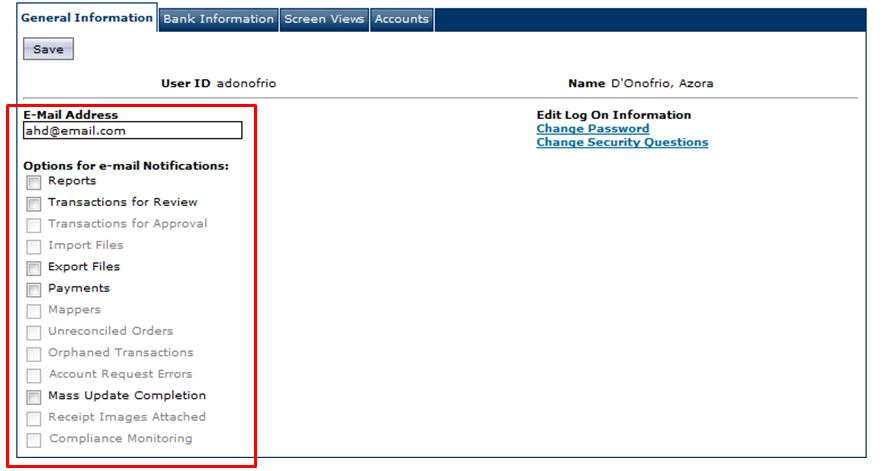 General Information Bank Information Screen Views Accounts
Save
User ID adonofrio Name D'Onofrio, Azora
E-Mail Address
ahd@email.com
Edit Log On Information
Change Password
Change Security Questions
Options for e-mail Notifications:
Reports
Transactions for Review
Transactions for Approval
Import Files
Export Files
Payments
Mappers
Unreconciled Orders
Orphaned Transactions
Account Request Errors
Mass Update Completion
Receipt Images Attached
Compliance Monitoring